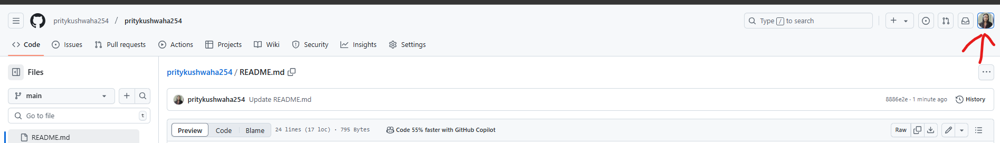 pritykushwaha254 / pritykushwaha254
Type / to search
Code Issues Pull requests Actions Projects Wiki Security Insights Settings
Files
pritykushwaha254 / README.md
main
pritykushwaha254 Update README.md 8886e2e · 1 minute ago History
Go to file t
Preview Code Blame 24 lines (17 loc) · 795 Bytes Code 55% faster with GitHub Copilot Raw
README.md